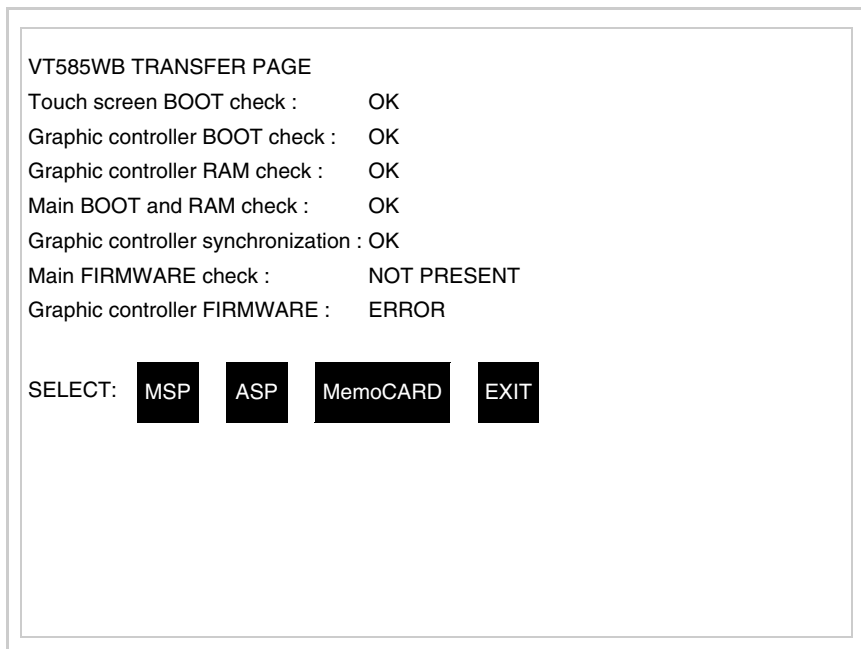 VT585WB TRANSFER PAGE
Touch screen BOOT check : OK
Graphic controller BOOT check : OK
Graphic controller RAM check : OK
Main BOOT and RAM check : OK
Graphic controller synchronization : OK
Main FIRMWARE check : NOT PRESENT
Graphic controller FIRMWARE : ERROR
SELECT: MSP ASP MemoCARD EXIT